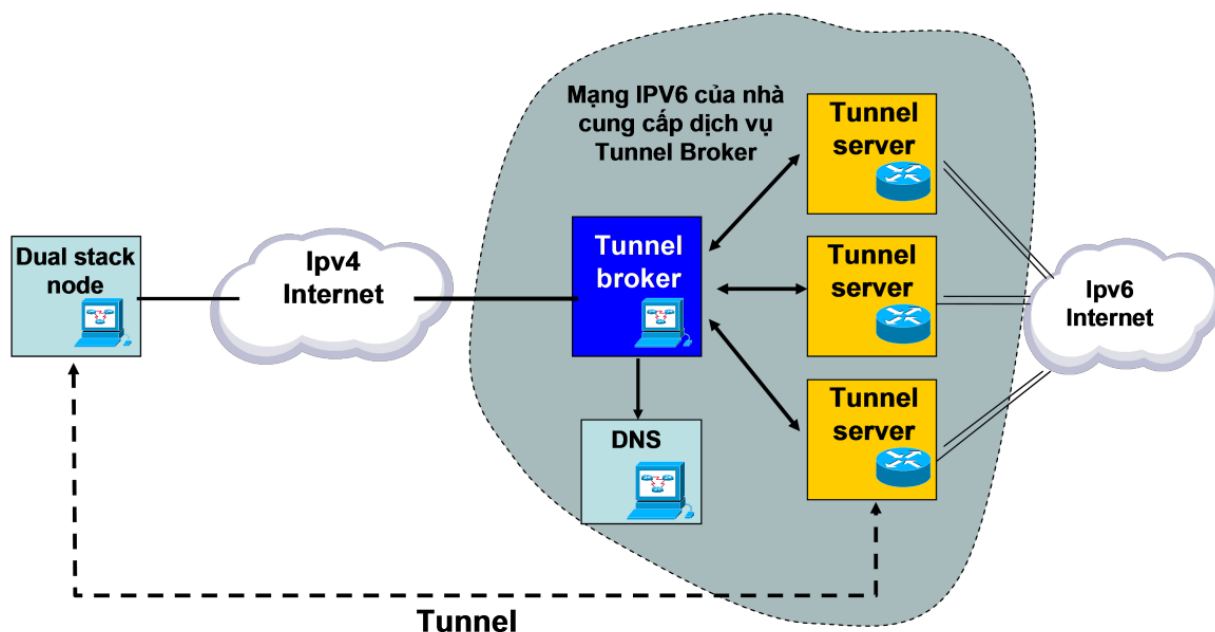 Mạng IPV6 của nhà
cung cấp dịch vụ
Tunnel Broker
Tunnel
server
Dual stack
node
Ipv4
Internet
Tunnel
broker
Tunnel
server
Ipv6
Internet
Tunnel
server
DNS
Tunnel